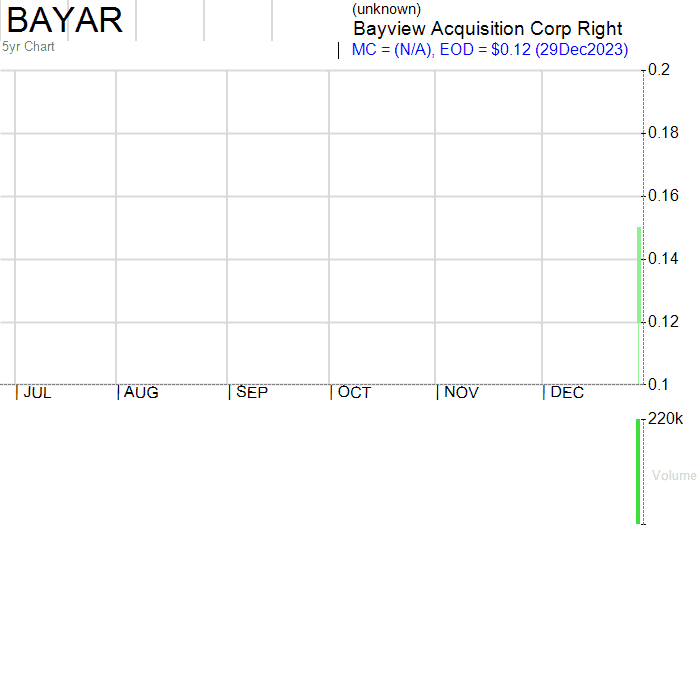 BAYAR
5yr Chart
(unknown)
Bayview Acquisition Corp Right
| MC = (N/A), EOD = $0.12 (29Dec2023)
0.2
0.18
0.16
0.14
0.12
0.1
| JUL | AUG | SEP | OCT | NOV | DEC
220k
Volume